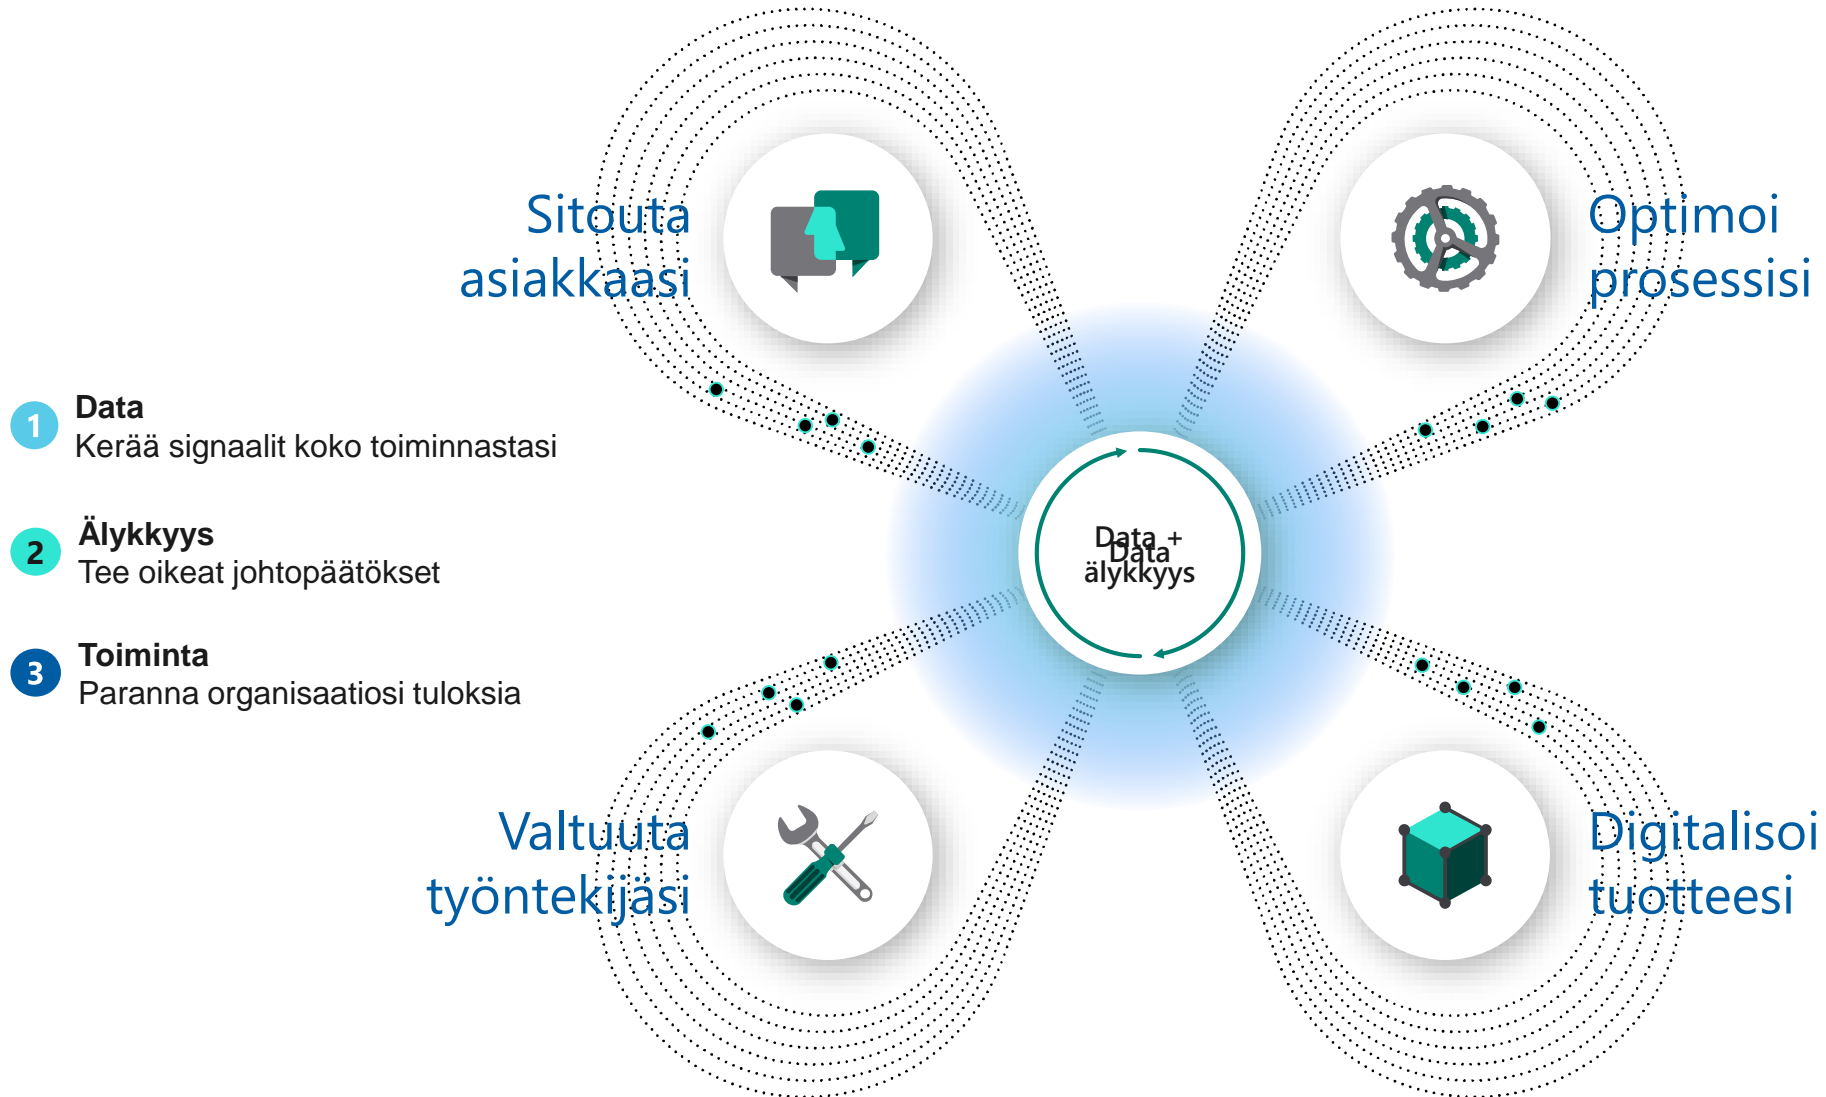 Sitouta
asiakkaasi
Optimoi
prosessisi
1
Data
Kerää signaalit koko toiminnastasi
2
Älykkyys
Tee oikeat johtopäätökset
3
Toiminta
Paranna organisaatiosi tuloksia
Data +
Data
älykkyys
Valtuuta
työntekijäsi
Digitalisoi
tuotteesi